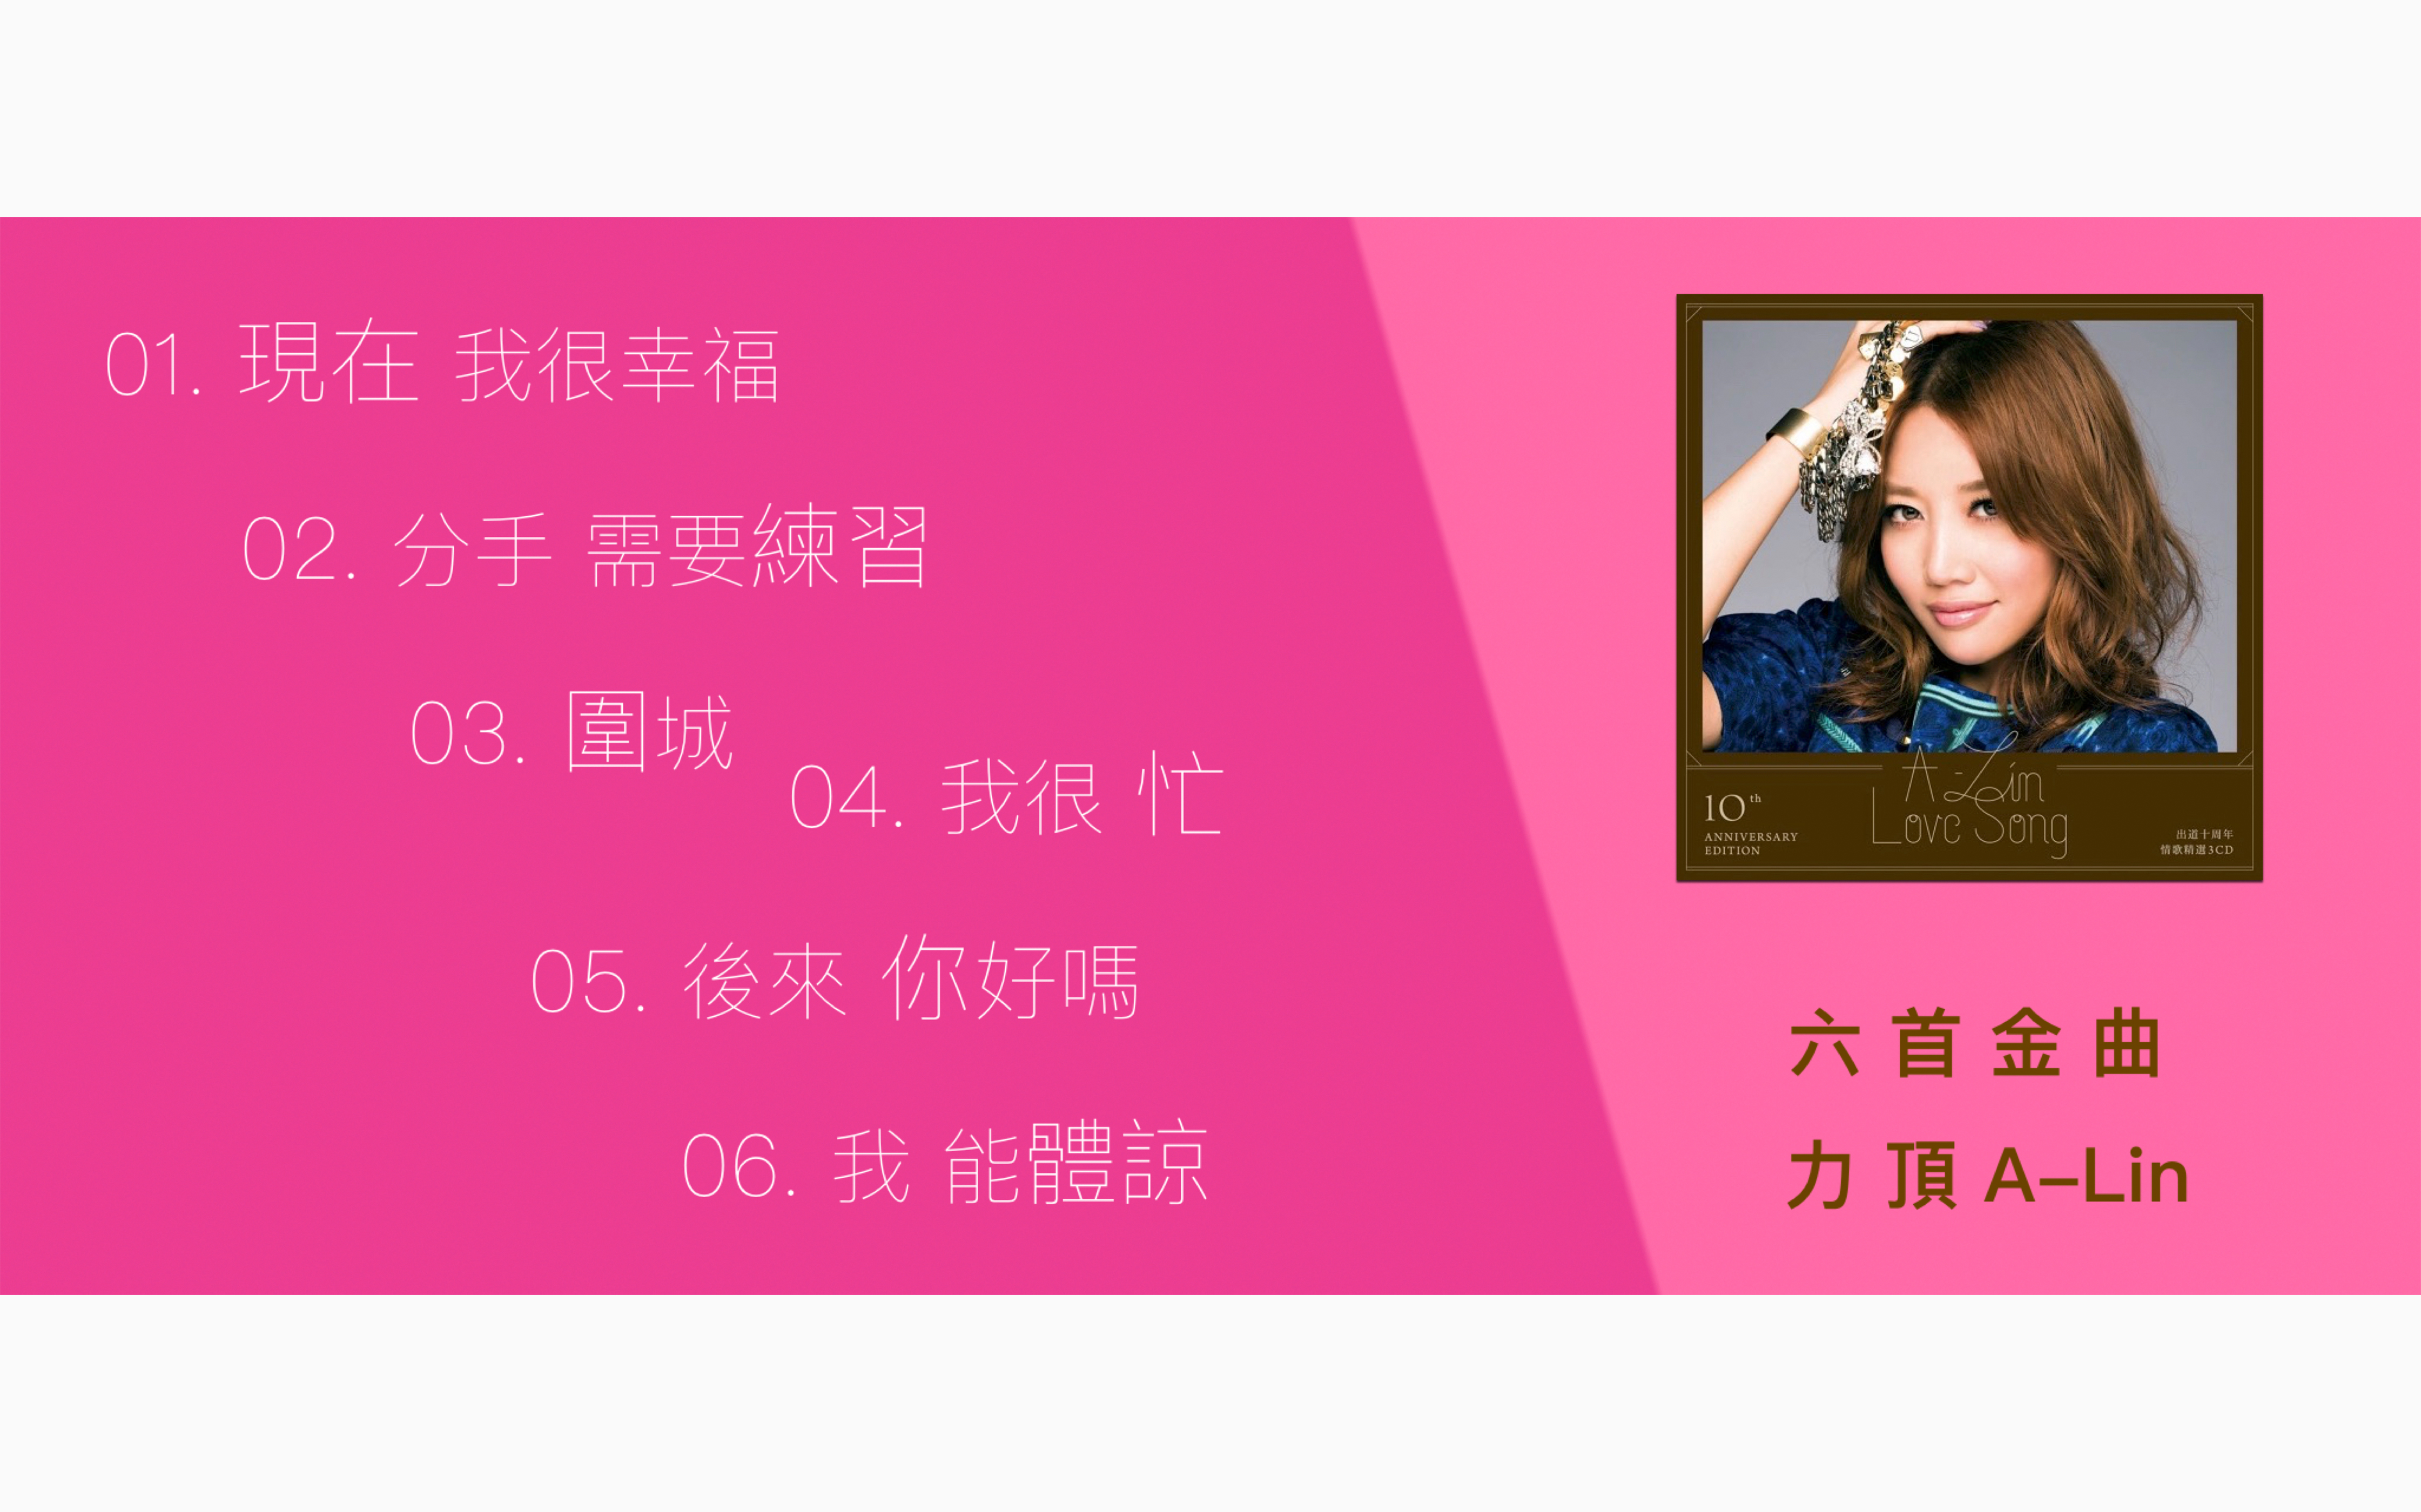 01. 現在 我很幸福
02. 分手 需要練習
03. 圍城
04. 我很 忙
05. 後來 你好嗎
06. 我 能體諒
A-Lin
Love Song
10th
ANNIVERSARY
EDITION
出道十周年
情歌精選3CD
六首金曲
力頂 A–Lin